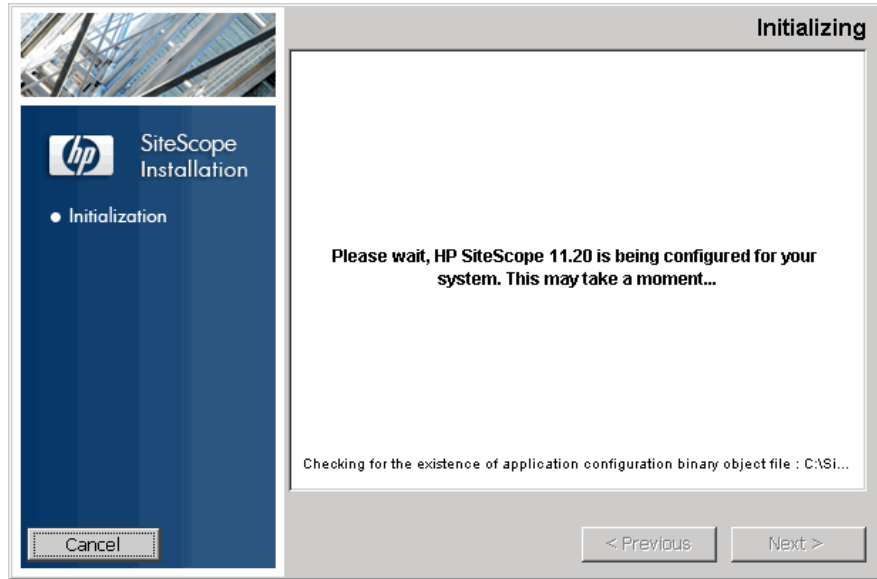 Initializing
hp
SiteScope
Installation
Initialization
Please wait, HP SiteScope 11.20 is being configured for your
system. This may take a moment...
Checking for the existence of application configuration binary object file : C:\Si...
Cancel
< Previous
Next >